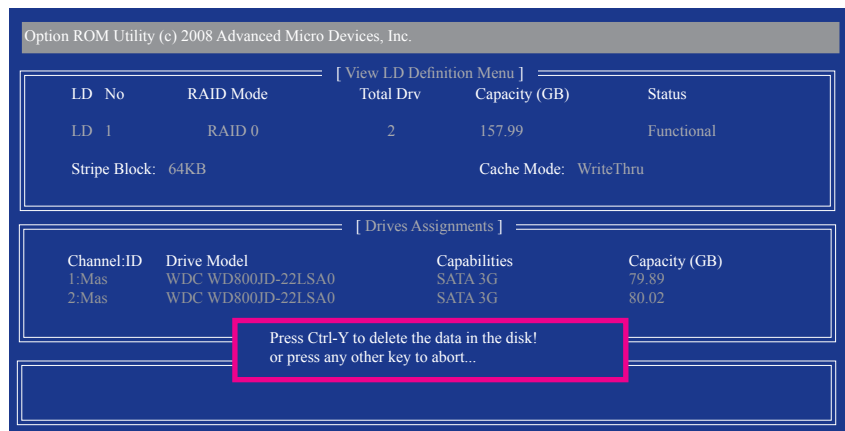 Option ROM Utility (c) 2008 Advanced Micro Devices, Inc.
[ View LD Definition Menu ]
LD No RAID Mode Total Drv Capacity (GB) Status
LD 1 RAID 0 2 157.99 Functional
Stripe Block: 64KB Cache Mode: WriteThru
[ Drives Assignments ]
Channel:ID Drive Model Capabilities Capacity (GB)
1:Mas WDC WD800JD-22LSA0 SATA 3G 79.89
2:Mas WDC WD800JD-22LSA0 SATA 3G 80.02
Press Ctrl-Y to delete the data in the disk!
or press any other key to abort...